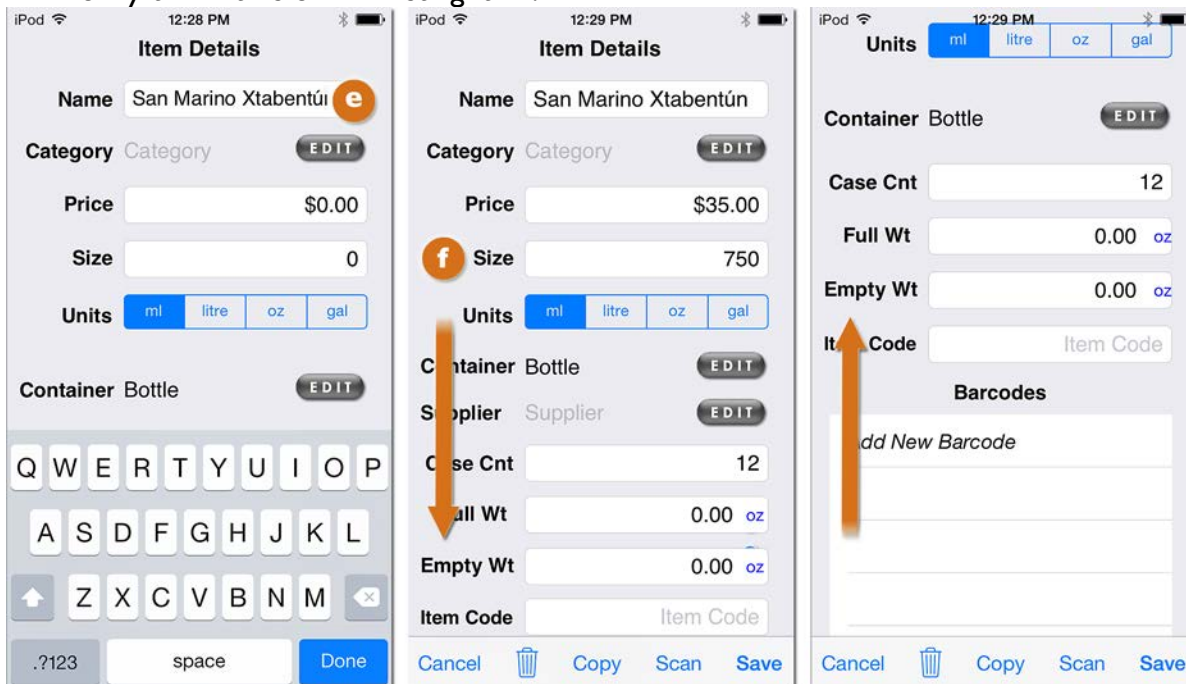 iPod 12:28 PM
Item Details
Name San Marino Xtabentú e
Category Category EDIT
Price $0.00
Size 0
Units ml litre oz gal
Container Bottle EDIT
Q W E R T Y U I O P
A S D F G H J K L
Z X C V B N M
.?123 space Done
iPod 12:29 PM
Item Details
Name San Marino Xtabentún
Category Category EDIT
Price $35.00
f Size 750
Units ml litre oz gal
Container Bottle EDIT
Supplier Supplier EDIT
Case Cnt 12
Full Wt 0.00 oz
Empty Wt 0.00 oz
Item Code Item Code
Cancel Copy Scan Save
iPod 12:29 PM
Units ml litre oz gal
Container Bottle EDIT
Case Cnt 12
Full Wt 0.00 oz
Empty Wt 0.00 oz
Item Code Item Code
Barcodes
Add New Barcode
Cancel Copy Scan Save